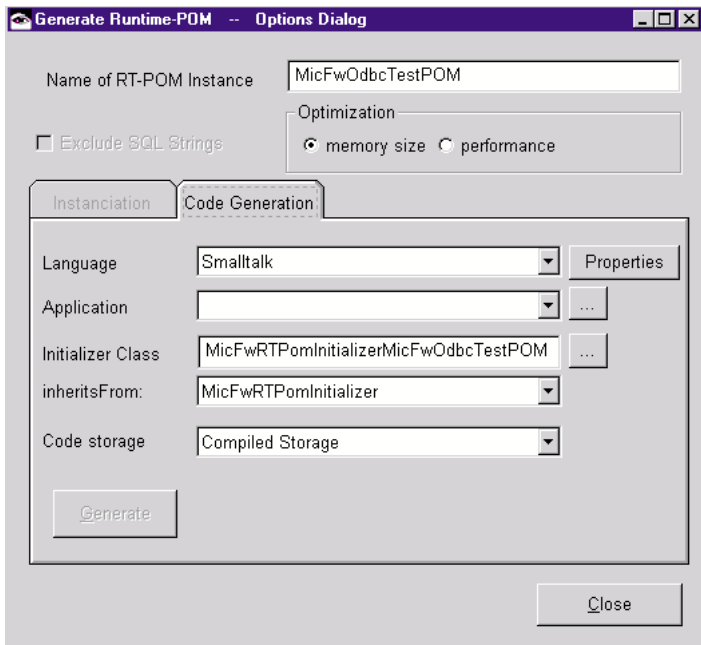 Generate Runtime-POM -- Options Dialog
Name of RT-POM Instance MicFwOdbcTestPOM
Optimization
Exclude SQL Strings memory size performance
Instanciation Code Generation
Language Smalltalk Properties
Application ...
Initializer Class MicFwRTPomInitializerMicFwOdbcTestPOM ...
inheritsFrom: MicFwRTPomInitializer
Code storage Compiled Storage
Generate
Close